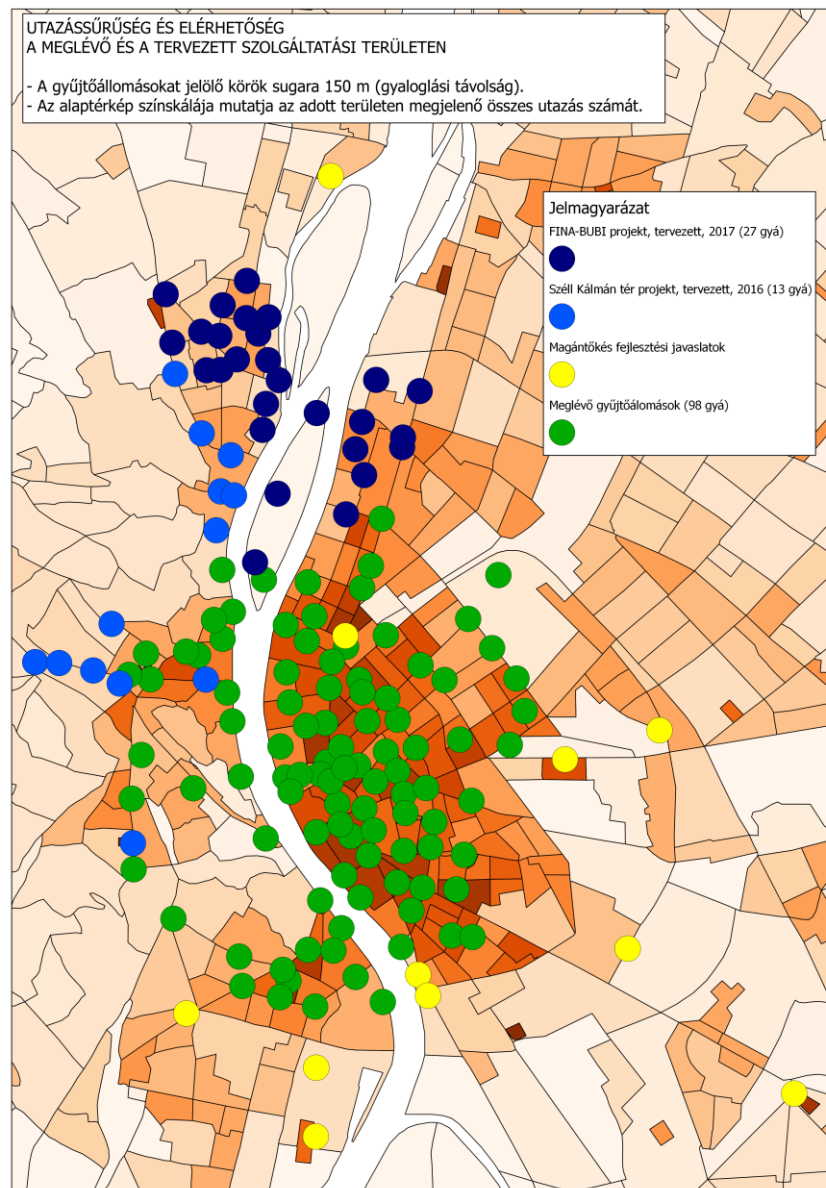 UTAZÁSSŰRŰSÉG ÉS ELÉRHETŐSÉG
A MEGLÉVŐ ÉS A TERVEZETT SZOLGÁLTATÁSI TERÜLETEN
- A gyűjtőállomásokat jelölő körök sugara 150 m (gyaloglási távolság).
- Az alaptérkép színskálája mutatja az adott területen megjelenő összes utazás számát.
Jelmagyarázat
FINA-BUBI projekt, tervezett, 2017 (27 gyá)
Széll Kálmán tér projekt, tervezett, 2016 (13 gyá)
Magántőkés fejlesztési javaslatok
Meglévő gyűjtőálomások (98 gyá)